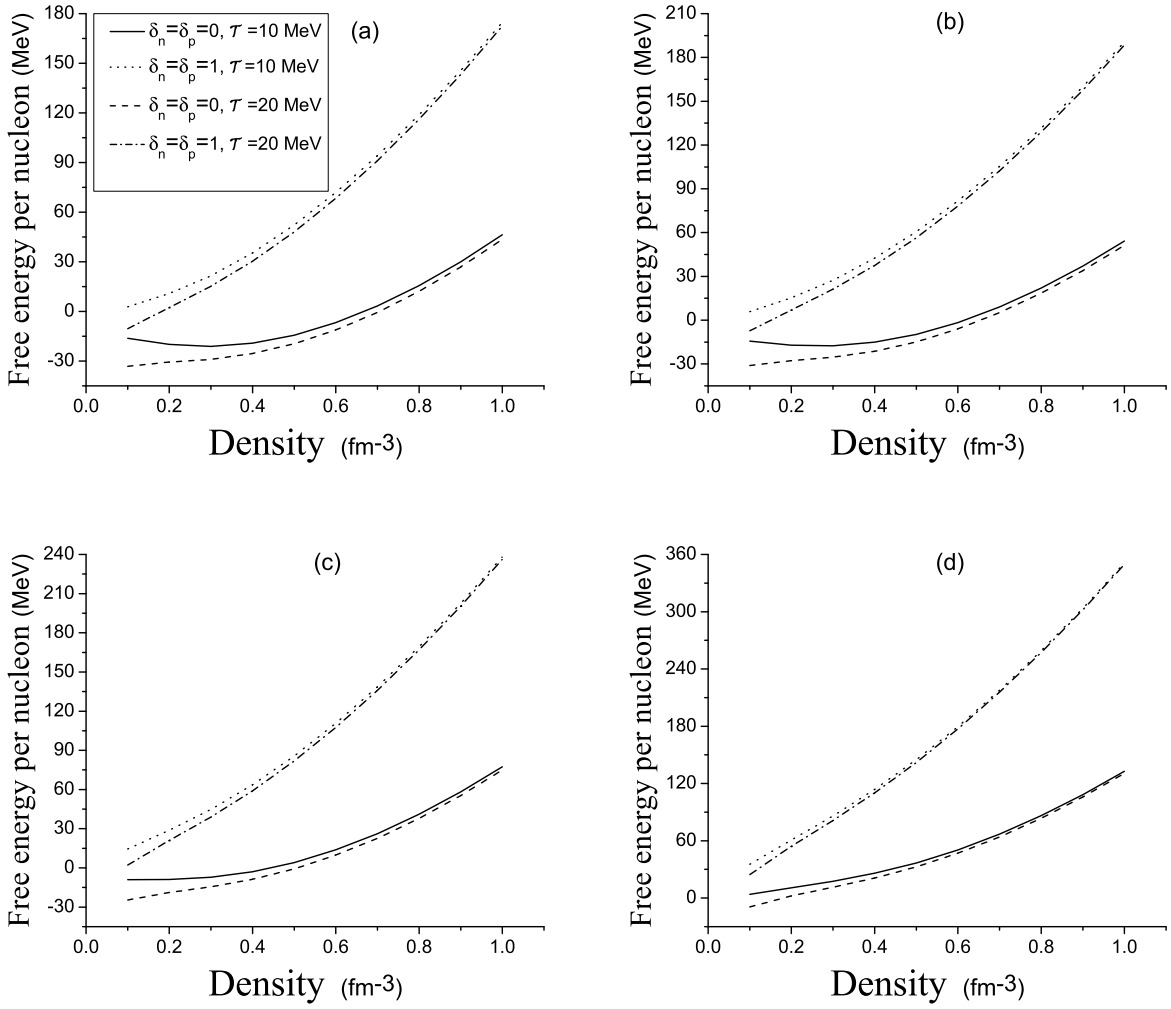 180
150
120
90
60
30
0
-30
Free energy per nucleon (MeV)
δn=δp=0, τ=10 MeV
δn=δp=1, τ=10 MeV
δn=δp=0, τ=20 MeV
δn=δp=1, τ=20 MeV
(a)
0.0 0.2 0.4 0.6 0.8 1.0
Density (fm-3)
210
180
150
120
90
60
30
0
-30
Free energy per nucleon (MeV)
(b)
0.0 0.2 0.4 0.6 0.8 1.0
Density (fm-3)
240
210
180
150
120
90
60
30
0
-30
Free energy per nucleon (MeV)
(c)
0.0 0.2 0.4 0.6 0.8 1.0
Density (fm-3)
360
300
240
180
120
60
0
Free energy per nucleon (MeV)
(d)
0.0 0.2 0.4 0.6 0.8 1.0
Density (fm-3)